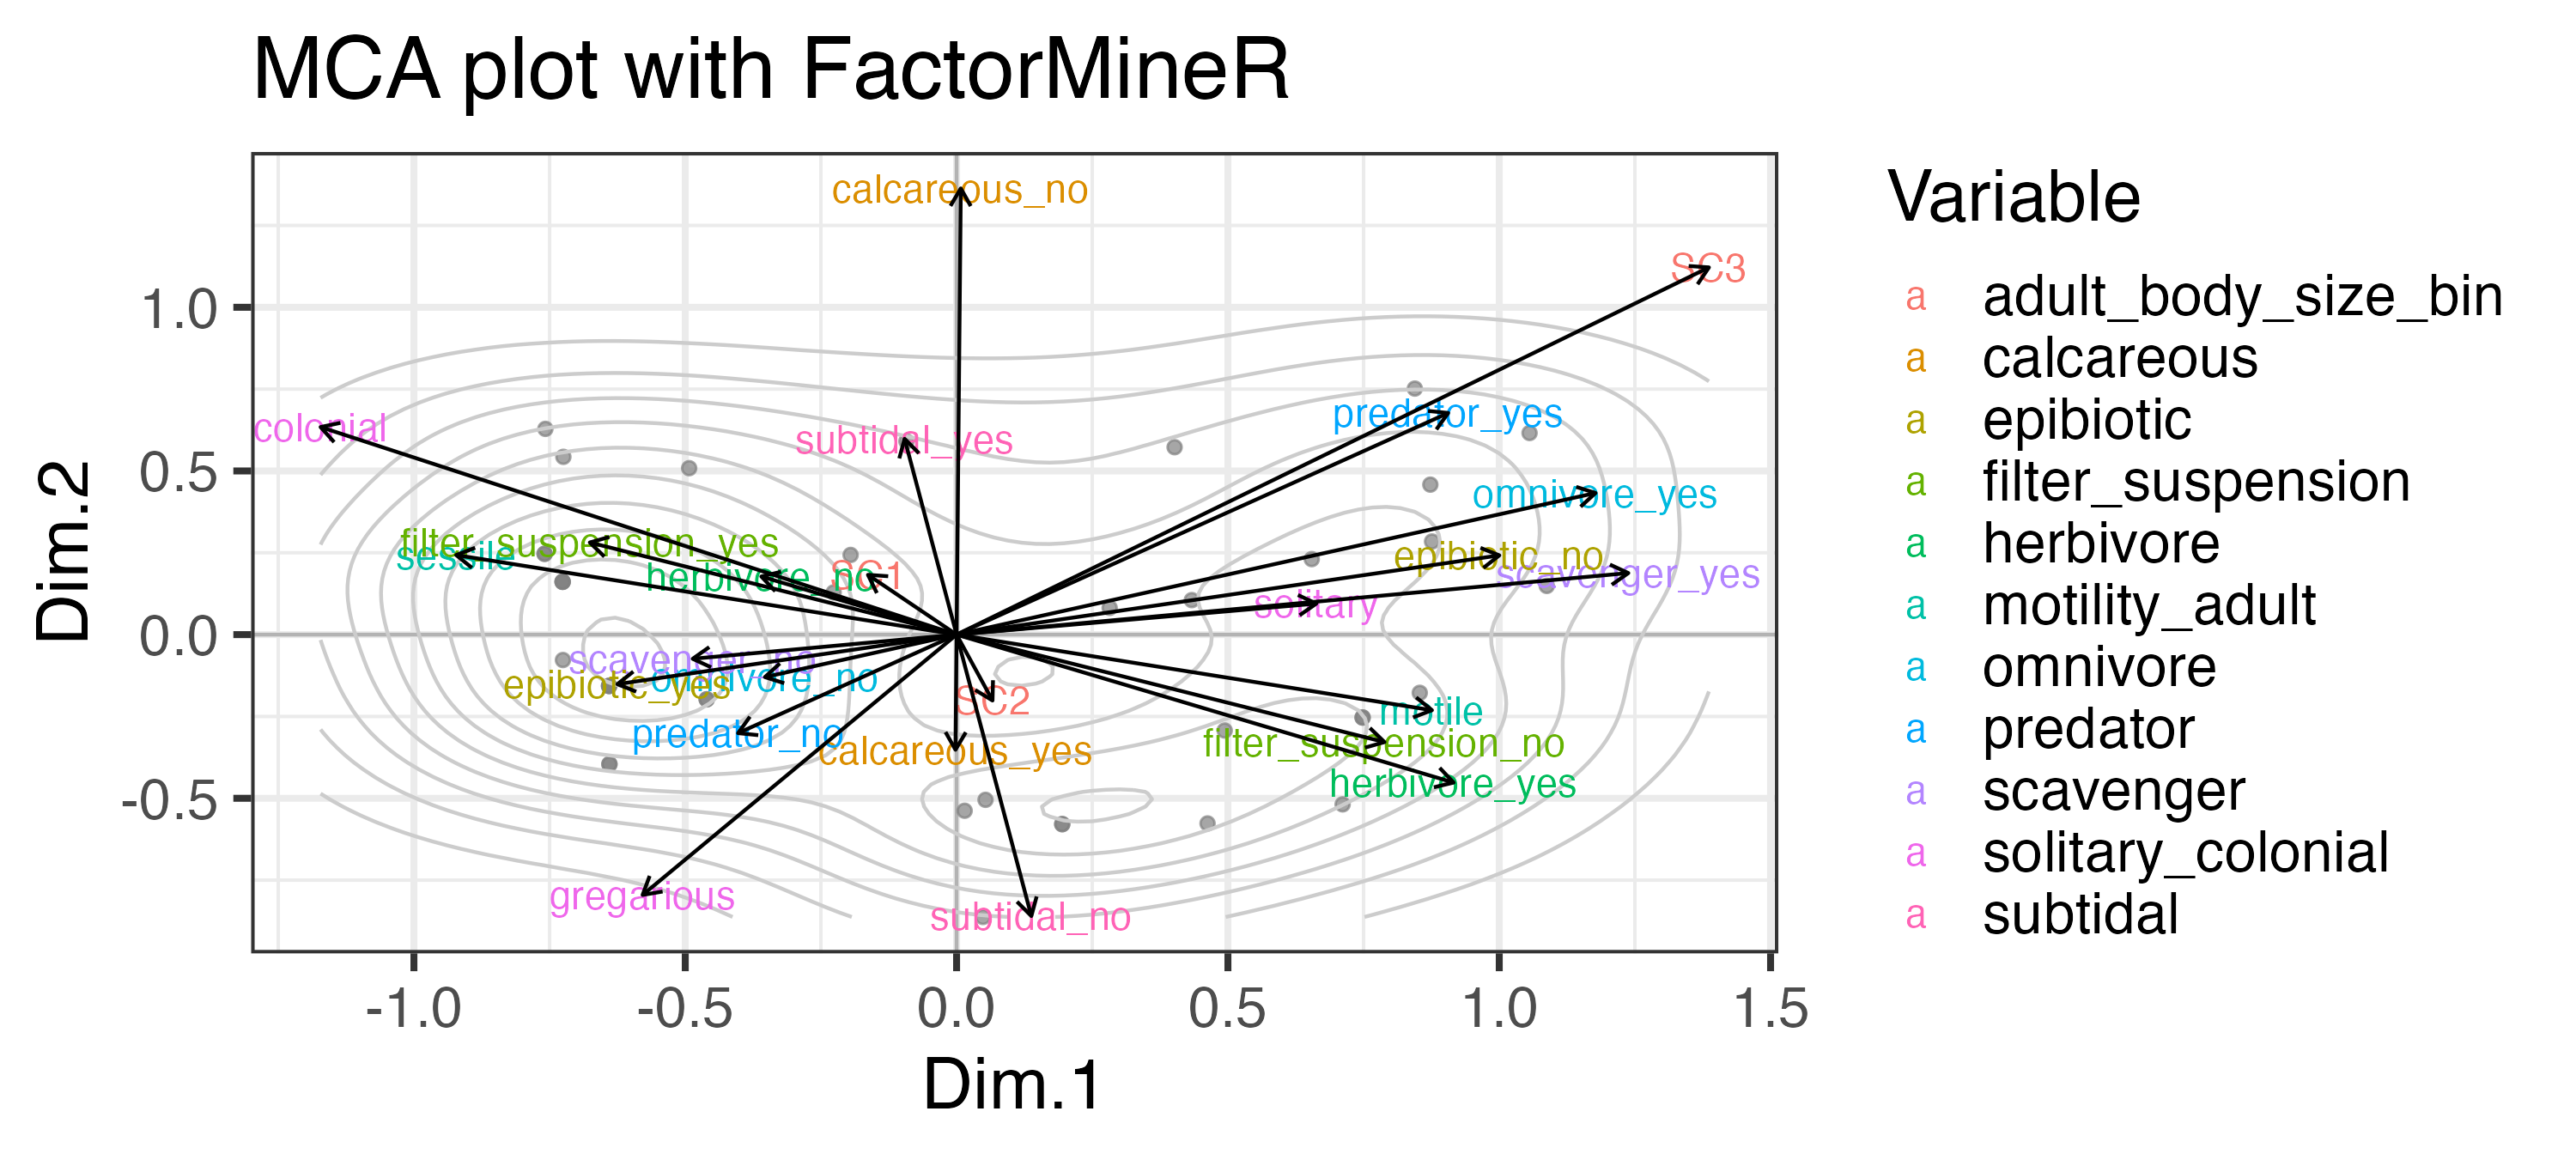 MCA plot with FactorMineR
calcareous_no
SC3
colonial
predator_yes
subtidal_yes
omnivore_yes
filter_suspension_yes
sessile
epibiotic_no
herbivore_no
SC1
scavenger_yes
solitary
scavenger_no
epibiotic_yes
omnivore_no
SC2
motile
predator_no
calcareous_yes
filter_suspension_no
herbivore_yes
gregarious
subtidal_no
1.0
0.5
0.0
-0.5
Dim.2
-1.0 -0.5 0.0 0.5 1.0 1.5
Dim.1
Variable
a adult_body_size_bin
a calcareous
a epibiotic
a filter_suspension
a herbivore
a motility_adult
a omnivore
a predator
a scavenger
a solitary_colonial
a subtidal